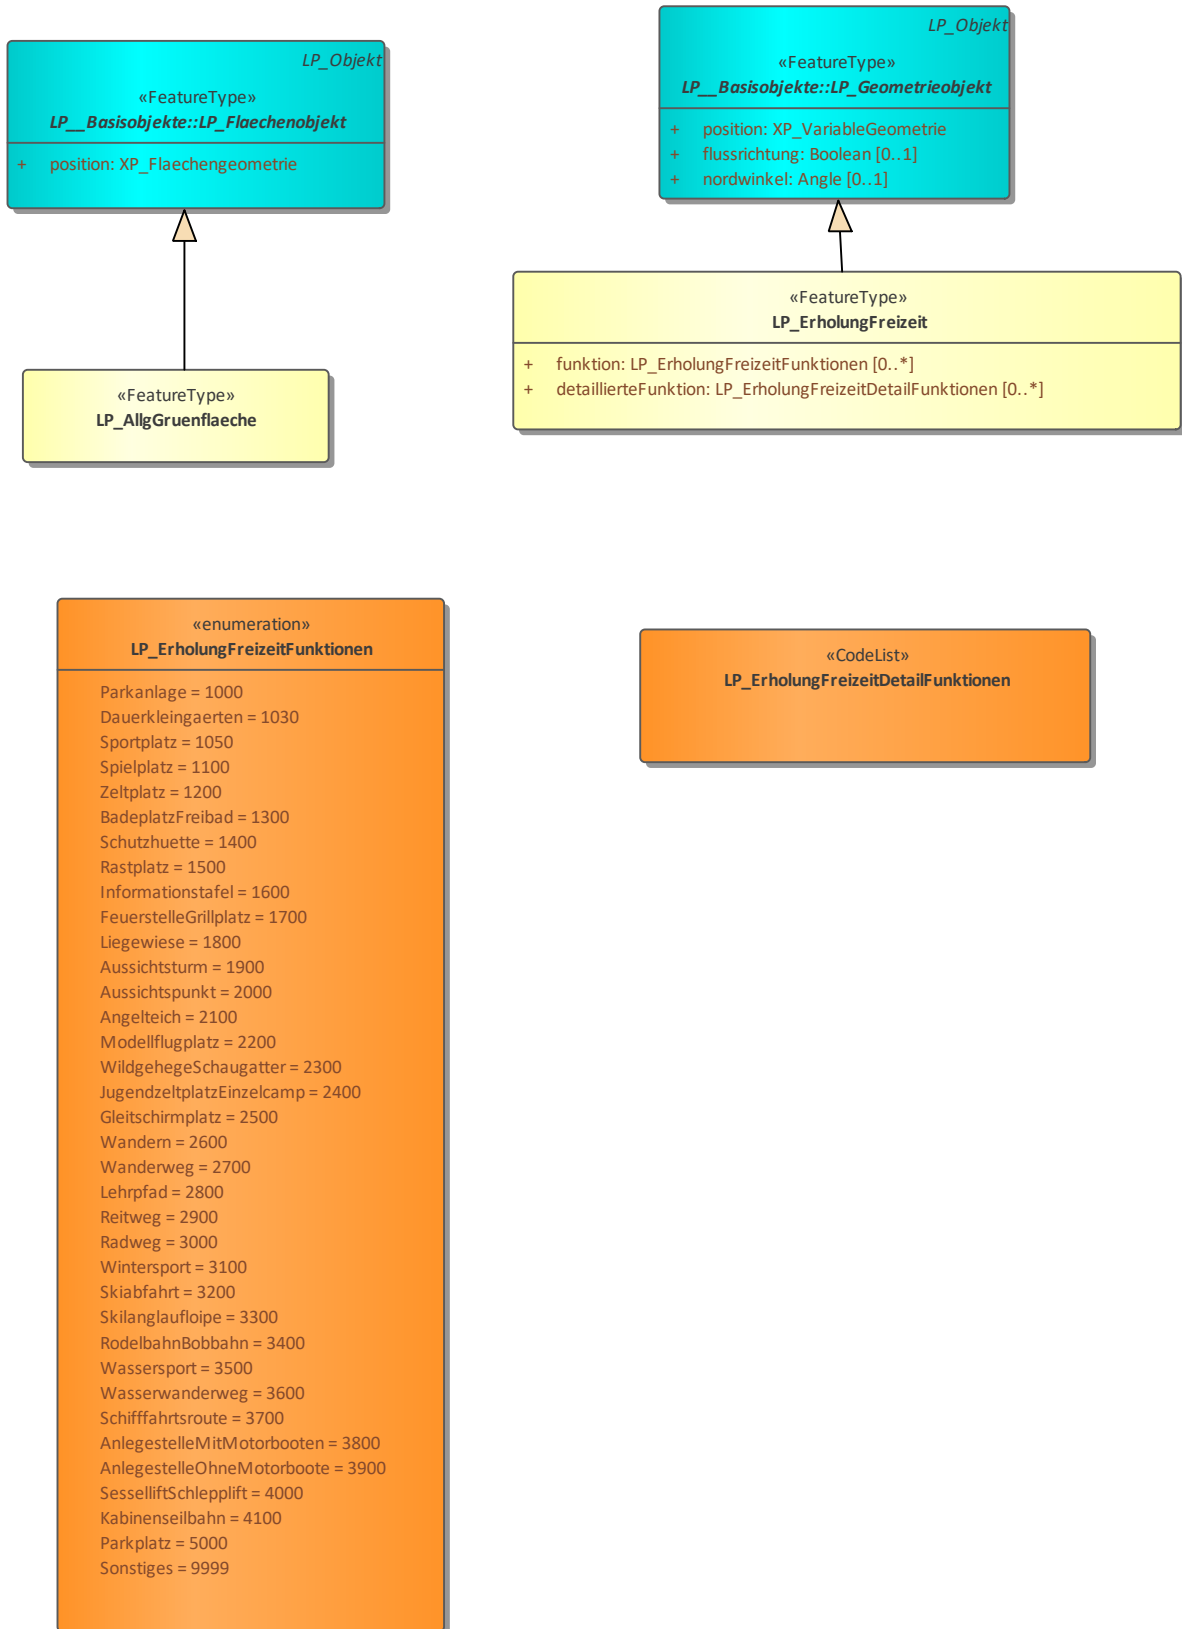 LP_Objekt
«FeatureType»
LP__Basisobjekte::LP_Flaechenobjekt
+ position: XP_Flaechengeometrie
«FeatureType»
LP_AllgGruenflaeche
LP_Objekt
«FeatureType»
LP__Basisobjekte::LP_Geometrieobjekt
+ position: XP_VariableGeometrie
+ flussrichtung: Boolean [0..1]
+ nordwinkel: Angle [0..1]
«FeatureType»
LP_ErholungFreizeit
+ funktion: LP_ErholungFreizeitFunktionen [0..*]
+ detaillierteFunktion: LP_ErholungFreizeitDetailFunktionen [0..*]
«enumeration»
LP_ErholungFreizeitFunktionen
Parkanlage = 1000
Dauerkleingaerten = 1030
Sportplatz = 1050
Spielplatz = 1100
Zeltplatz = 1200
BadeplatzFreibad = 1300
Schutzhuette = 1400
Rastplatz = 1500
Informationstafel = 1600
FeuerstelleGrillplatz = 1700
Liegewiese = 1800
Aussichtsturm = 1900
Aussichtspunkt = 2000
Angelteich = 2100
Modellflugplatz = 2200
WildgehegeSchaugatter = 2300
JugendzeltplatzEinzelcamp = 2400
Gleitschirmplatz = 2500
Wandern = 2600
Wanderweg = 2700
Lehrpfad = 2800
Reitweg = 2900
Radweg = 3000
Wintersport = 3100
Skiabfahrt = 3200
Skilanglaufloipe = 3300
RodelbahnBobbahn = 3400
Wassersport = 3500
Wasserwanderweg = 3600
Schifffahrtsroute = 3700
AnlegestelleMitMotorbooten = 3800
AnlegestelleOhneMotorboote = 3900
SesselliftSchlepplift = 4000
Kabinenseilbahn = 4100
Parkplatz = 5000
Sonstiges = 9999
«CodeList»
LP_ErholungFreizeitDetailFunktionen